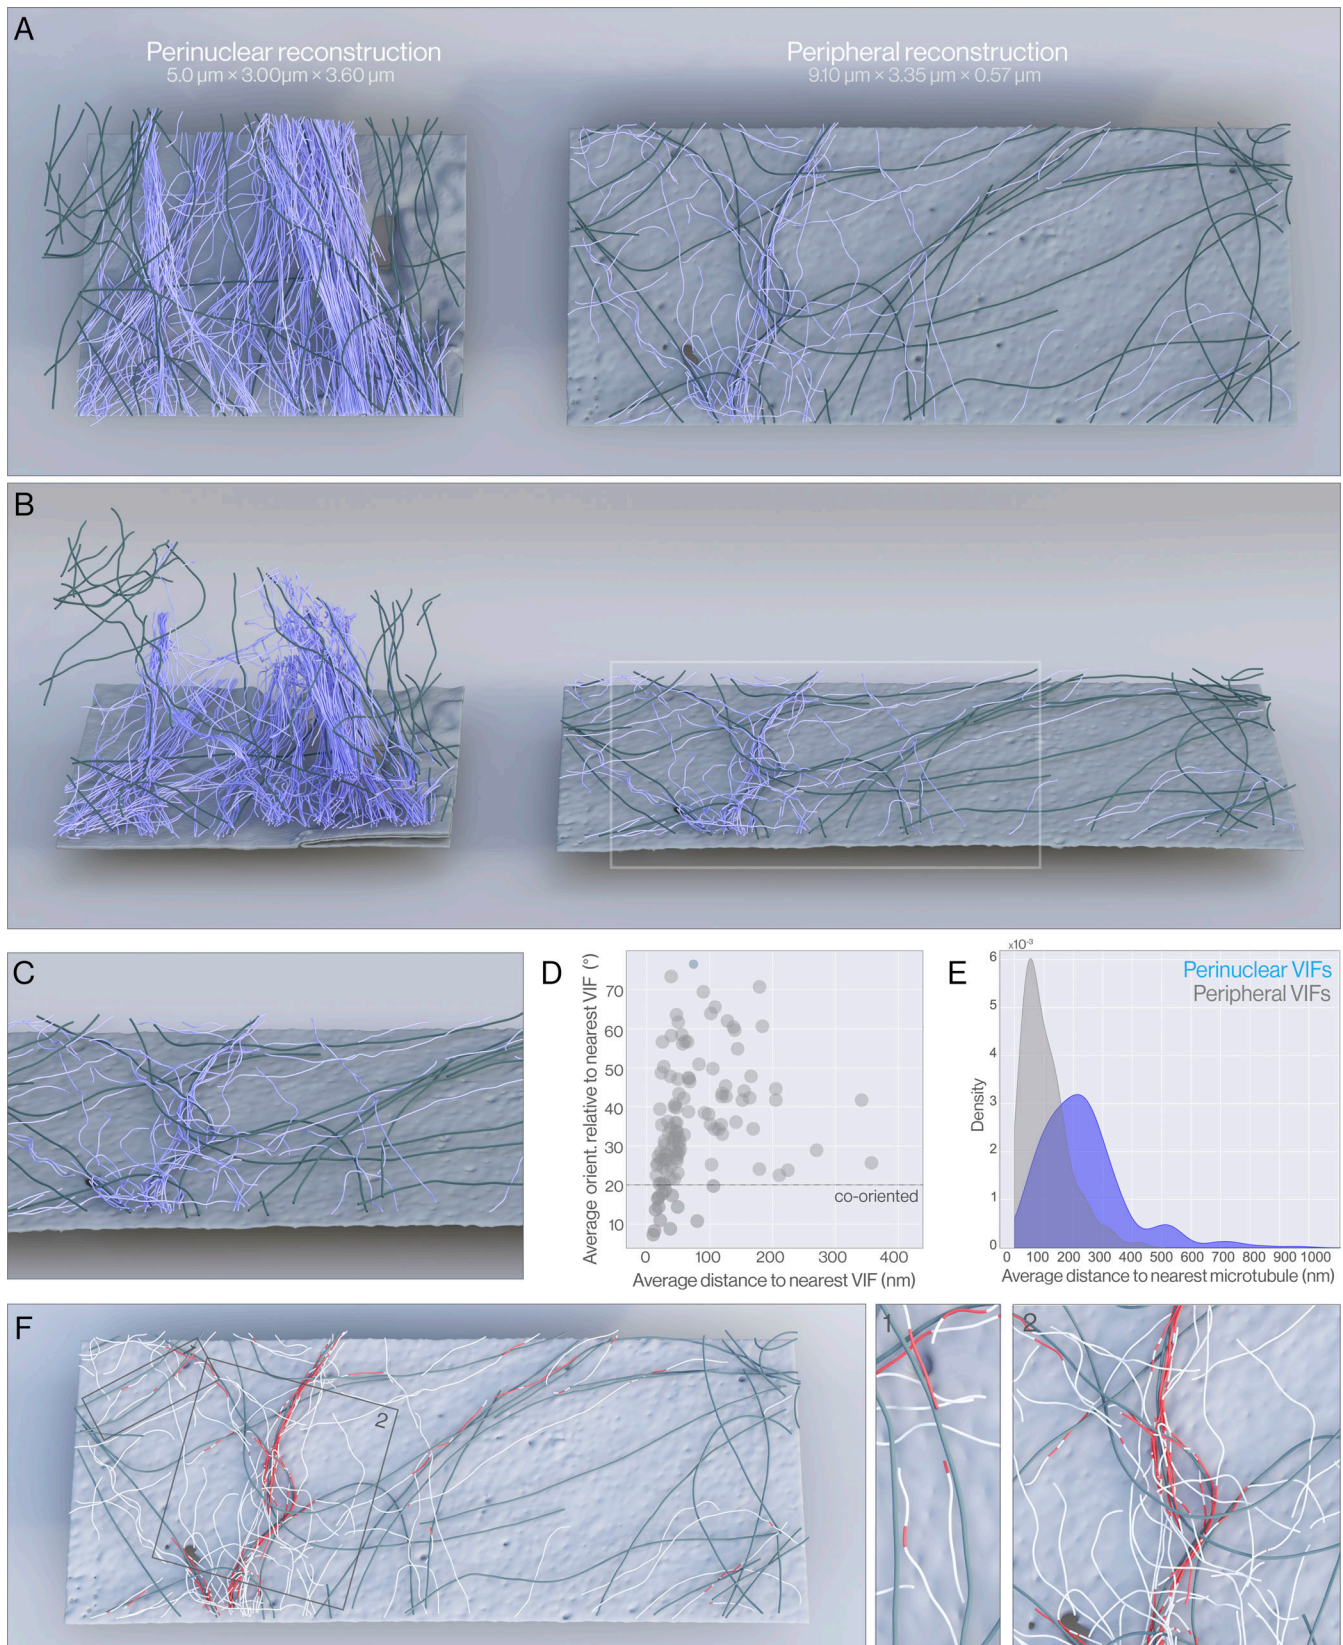 A
Perinuclear reconstruction
5.0 µm × 3.00µm × 3.60 µm
Peripheral reconstruction
9.10 µm × 3.35 µm × 0.57 µm
B
C
D
Average orient. relative to nearest VIF (°)
70
60
50
40
30
20
10
co-oriented
0
100
200
300
400
Average distance to nearest VIF (nm)
E
x10⁻³
Perinuclear VIFs
Peripheral VIFs
Density
6
5
4
3
2
1
0
0 100 200 300 400 500 600 700 800 900 1000
Average distance to nearest microtubule (nm)
F
1
2
1
2